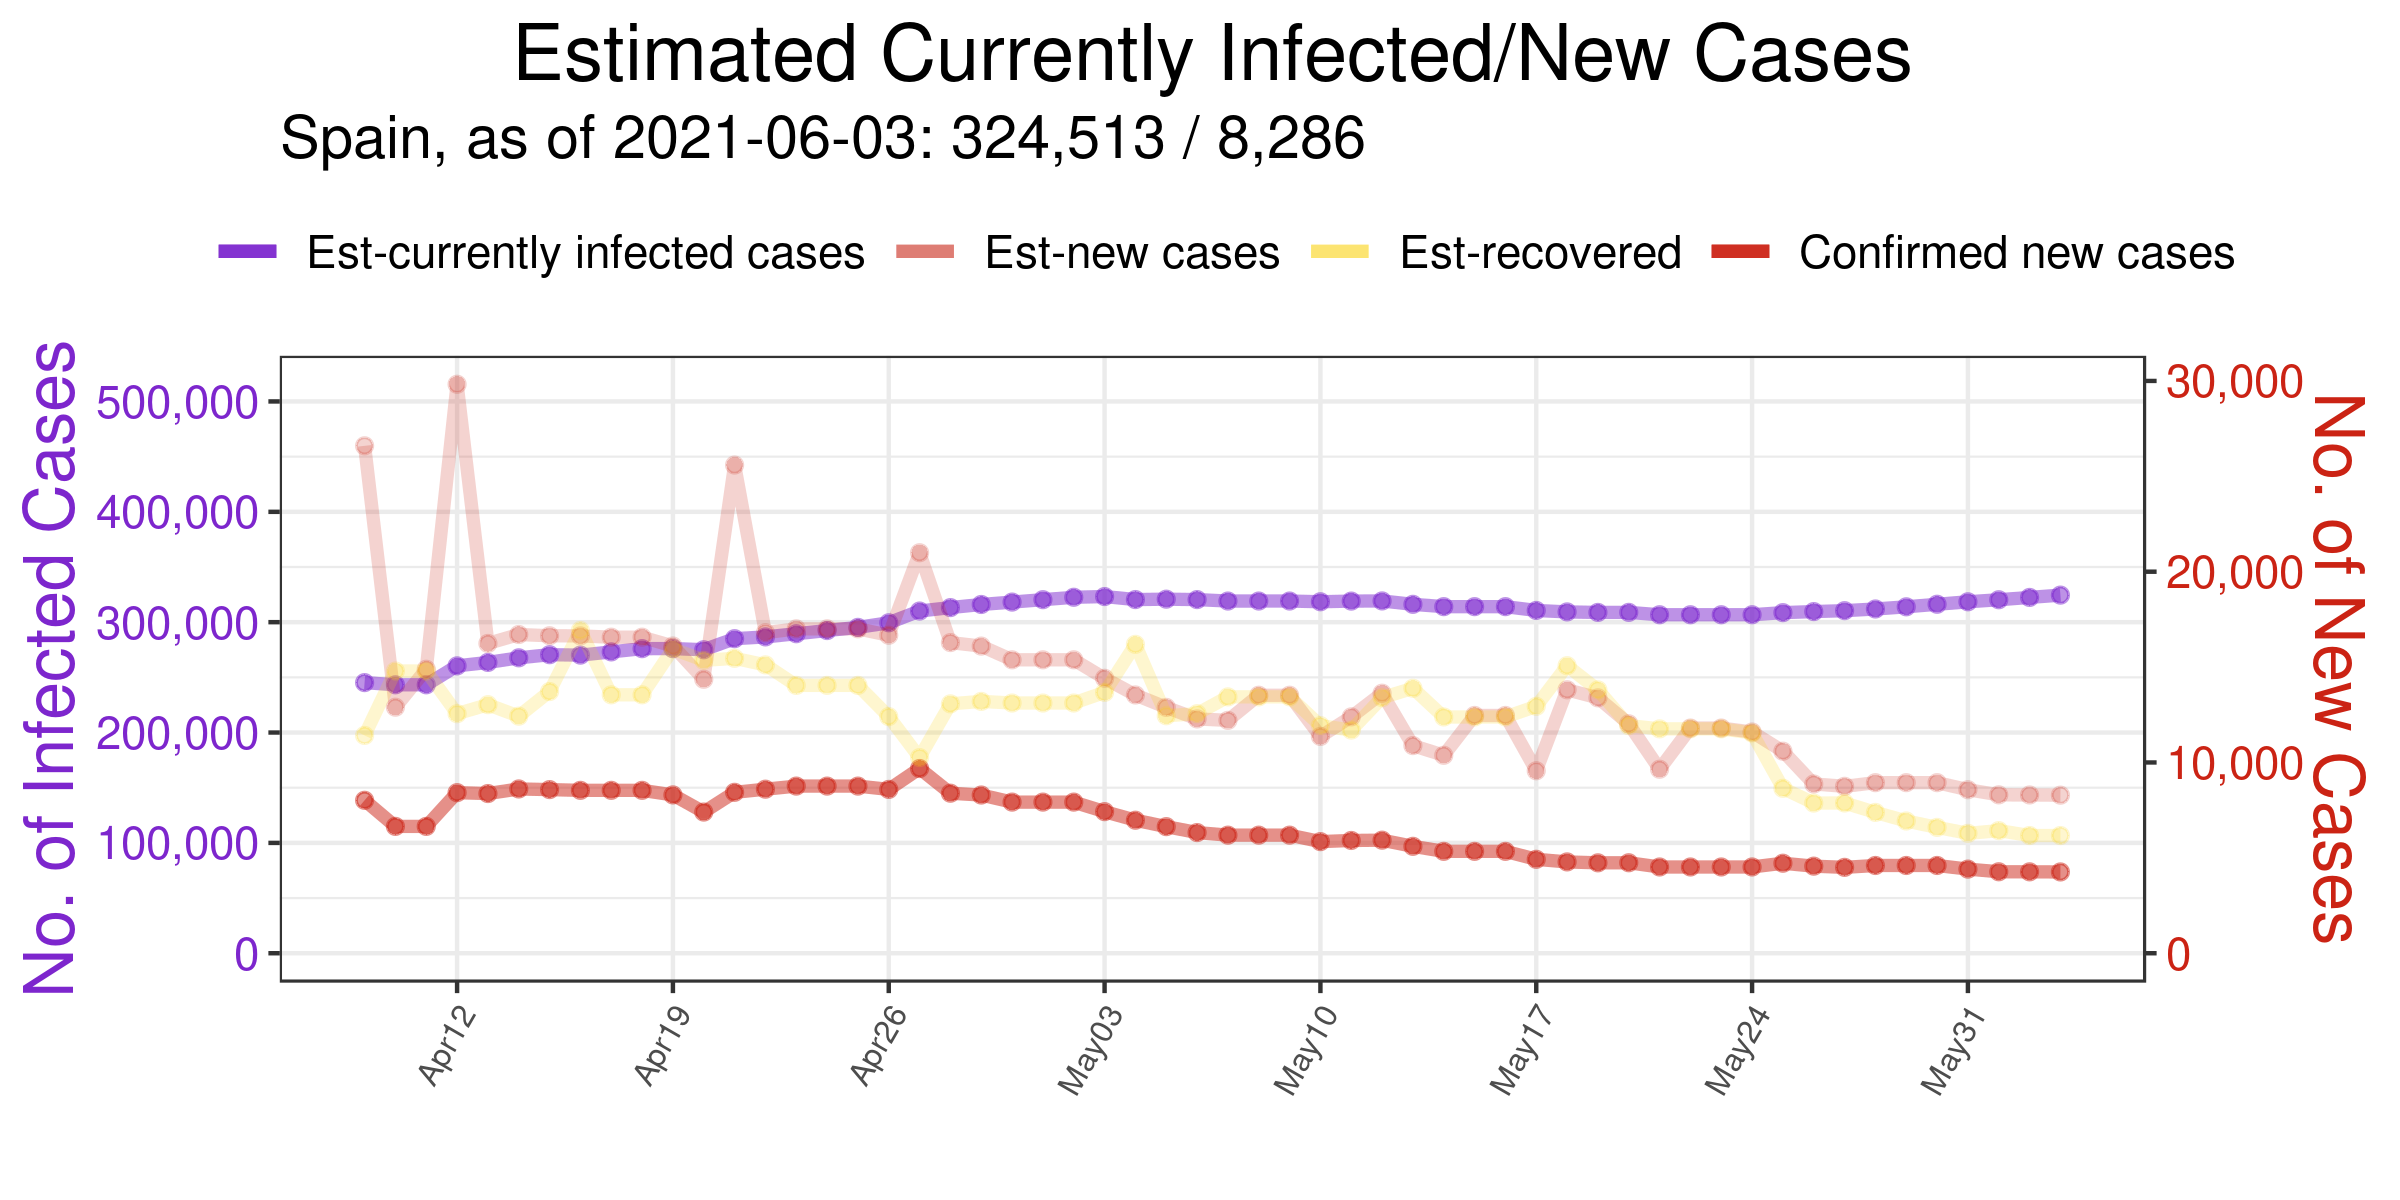 Estimated Currently Infected/New Cases
Spain, as of 2021-06-03: 324,513 / 8,286
Est-currently infected cases Est-new cases Est-recovered Confirmed new cases
No. of Infected Cases
500,000
400,000
300,000
200,000
100,000
0
30,000
20,000
10,000
0
No. of New Cases
Apr12 Apr19 Apr26 May03 May10 May17 May24 May31